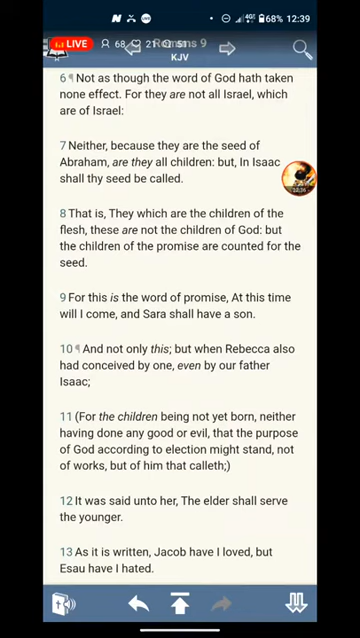 68% 12:39
LIVE 68 21 51 Romans 9
KJV
6 ¶ Not as though the word of God hath taken
none effect. For they are not all Israel, which
are of Israel:
7 Neither, because they are the seed of
Abraham, are they all children: but, In Isaac
shall thy seed be called.
8 That is, They which are the children of the
flesh, these are not the children of God: but
the children of the promise are counted for the
seed.
9 For this is the word of promise, At this time
will I come, and Sara shall have a son.
10 ¶ And not only this; but when Rebecca also
had conceived by one, even by our father
Isaac;
11 (For the children being not yet born, neither
having done any good or evil, that the purpose
of God according to election might stand, not
of works, but of him that calleth;)
12 It was said unto her, The elder shall serve
the younger.
13 As it is written, Jacob have I loved, but
Esau have I hated.